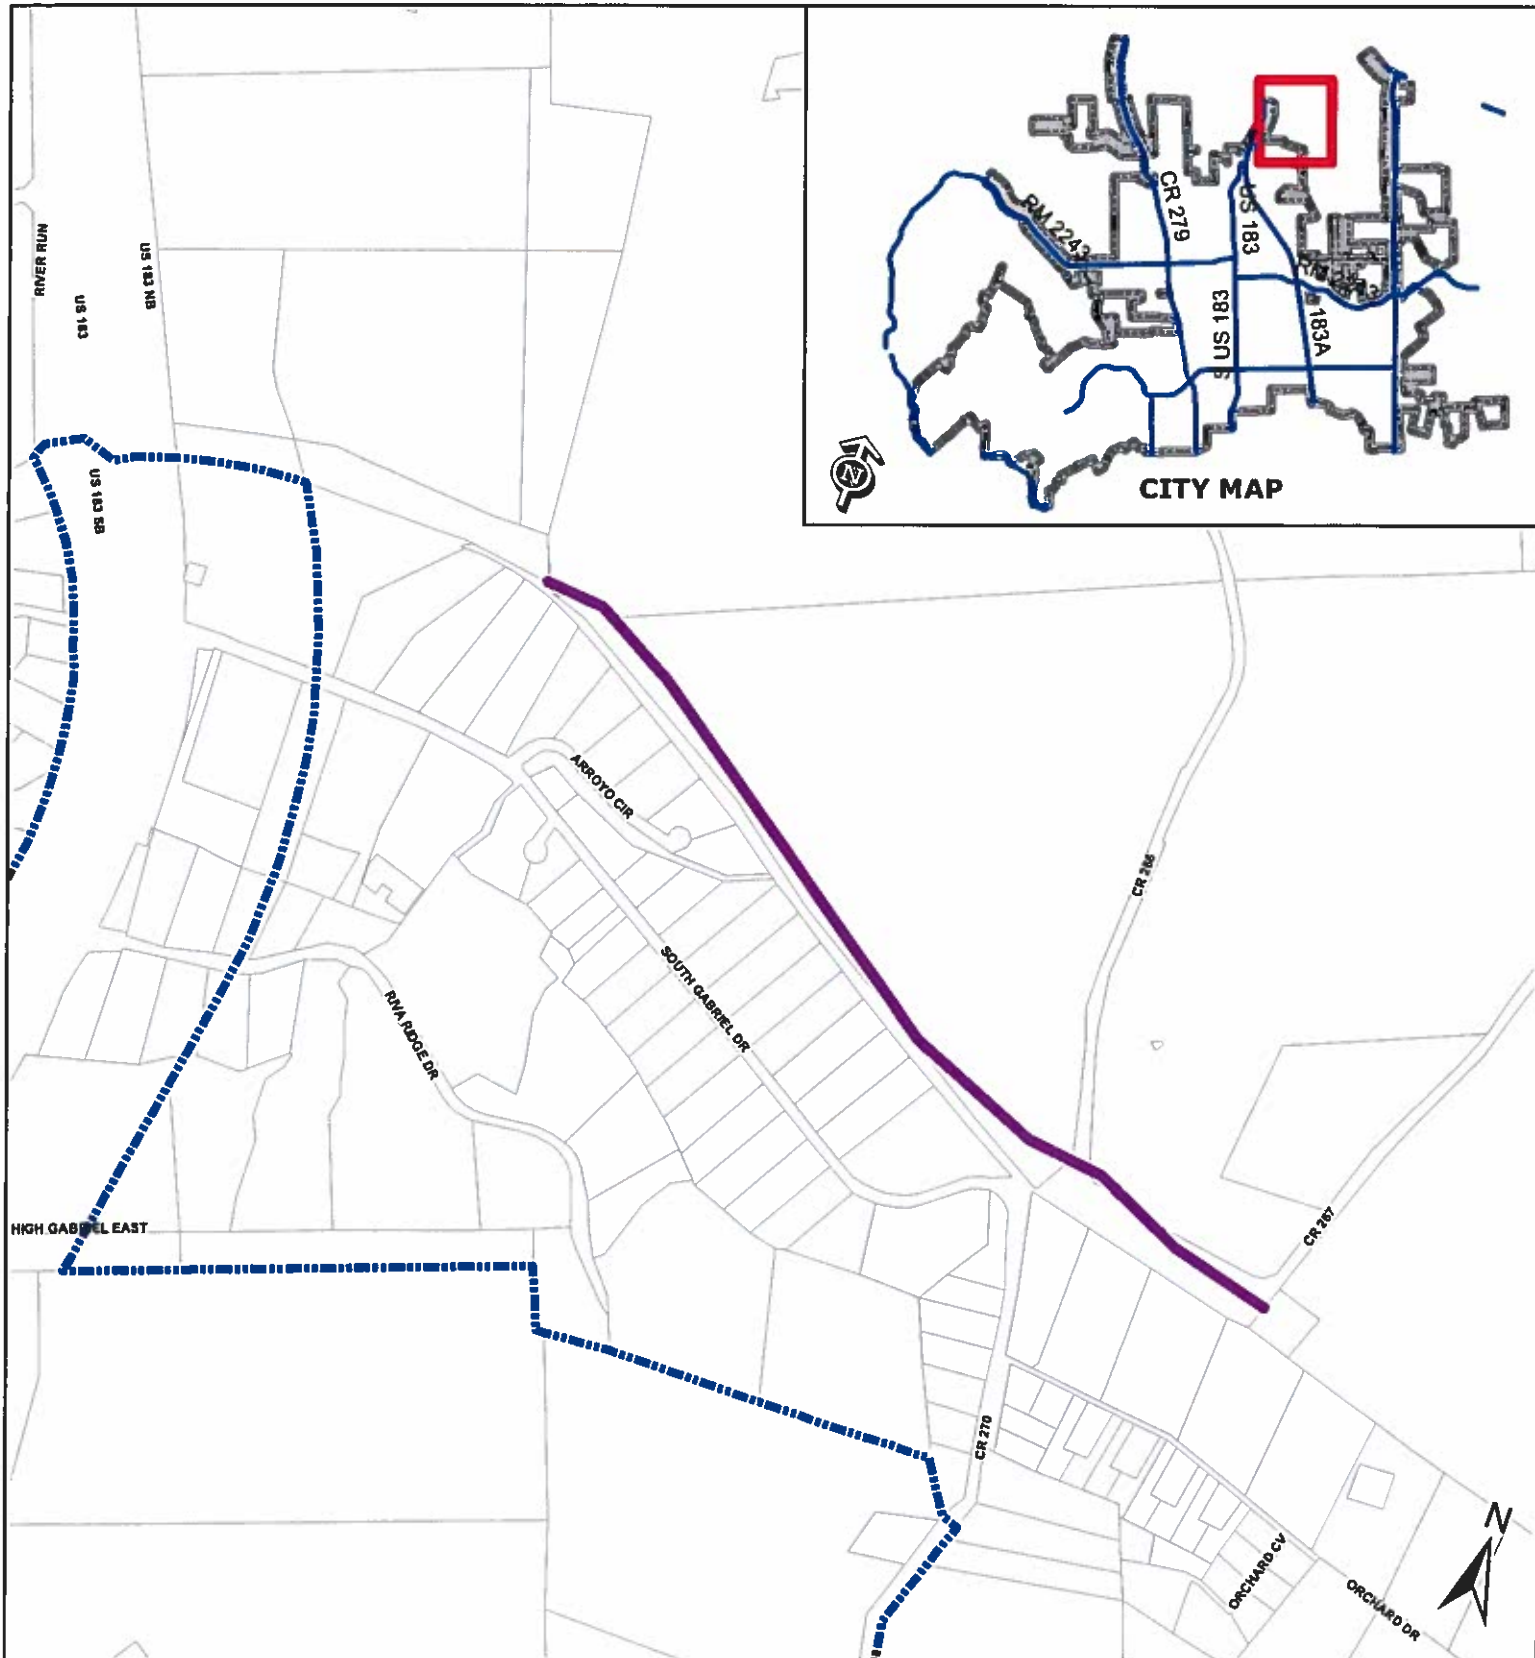 RIVER RUN
US 183
US 183 NB
US 183 SB
CR 279
RM 2243
US 183
S US 183
183A
N
CITY MAP
ARROYO CIR
SOUTH GABRIEL DR
RIVA RIDGE DR
CR 266
CR 267
HIGH GABRIEL EAST
CR 270
ORCHARD CV
ORCHARD DR
N